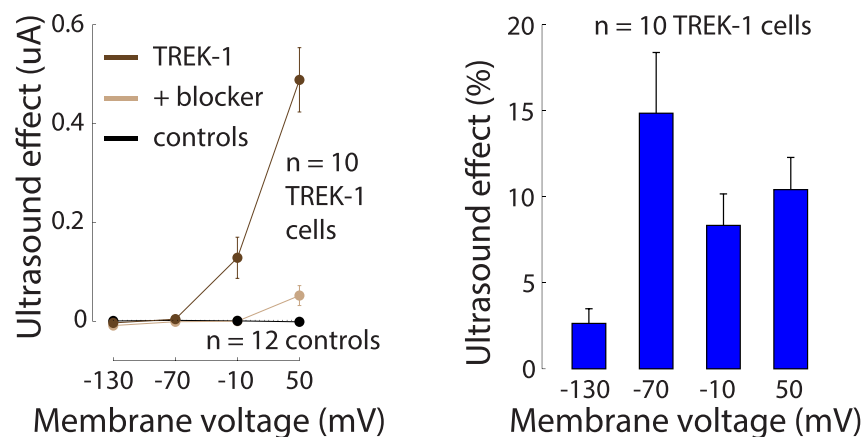 Ultrasound effect (uA)
0.6
0.4
0.2
0
TREK-1
+ blocker
controls
n = 10
TREK-1
cells
n = 12 controls
-130 -70 -10 50
Membrane voltage (mV)
Ultrasound effect (%)
20
15
10
5
0
n = 10 TREK-1 cells
-130 -70 -10 50
Membrane voltage (mV)